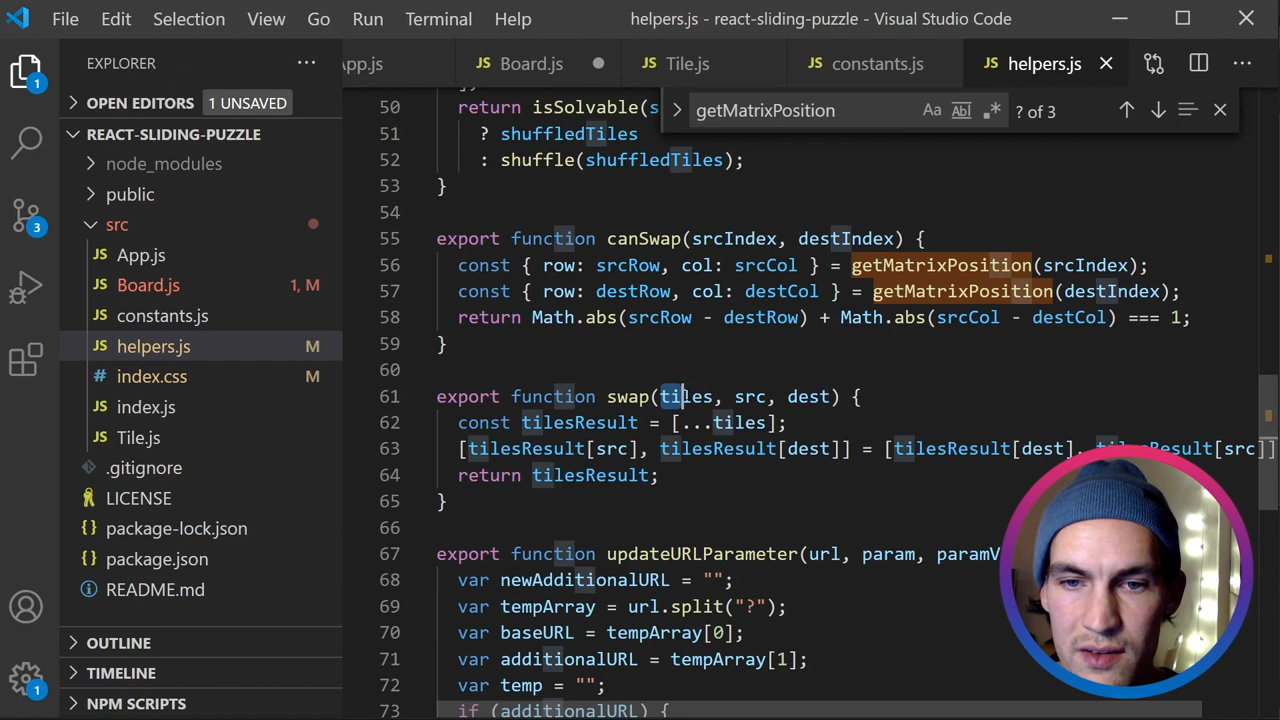 File Edit Selection View Go Run Terminal Help helpers.js - react-sliding-puzzle - Visual Studio Code
EXPLORER
OPEN EDITORS 1 UNSAVED
REACT-SLIDING-PUZZLE
node_modules
public
src
JS App.js
JS Board.js 1, M
JS constants.js
JS helpers.js M
# index.css M
JS index.js
JS Tile.js
.gitignore
LICENSE
{} package-lock.json
{} package.json
README.md
OUTLINE
TIMELINE
NPM SCRIPTS
1
3
1
App.js JS Board.js JS Tile.js JS constants.js JS helpers.js
getMatrixPosition Aa Abl .* ? of 3
50 return isSolvable(s
51 ? shuffledTiles
52 : shuffle(shuffledTiles);
53 }
54
55 export function canSwap(srcIndex, destIndex) {
56 const { row: srcRow, col: srcCol } = getMatrixPosition(srcIndex);
57 const { row: destRow, col: destCol } = getMatrixPosition(destIndex);
58 return Math.abs(srcRow - destRow) + Math.abs(srcCol - destCol) === 1;
59 }
60
61 export function swap(tiles, src, dest) {
62 const tilesResult = [...tiles];
63 [tilesResult[src], tilesResult[dest]] = [tilesResult[dest], tilesResult[src]]
64 return tilesResult;
65 }
66
67 export function updateURLParameter(url, param, paramV
68 var newAdditionalURL = "";
69 var tempArray = url.split("?");
70 var baseURL = tempArray[0];
71 var additionalURL = tempArray[1];
72 var temp = "";
73 if (additionalURL) {